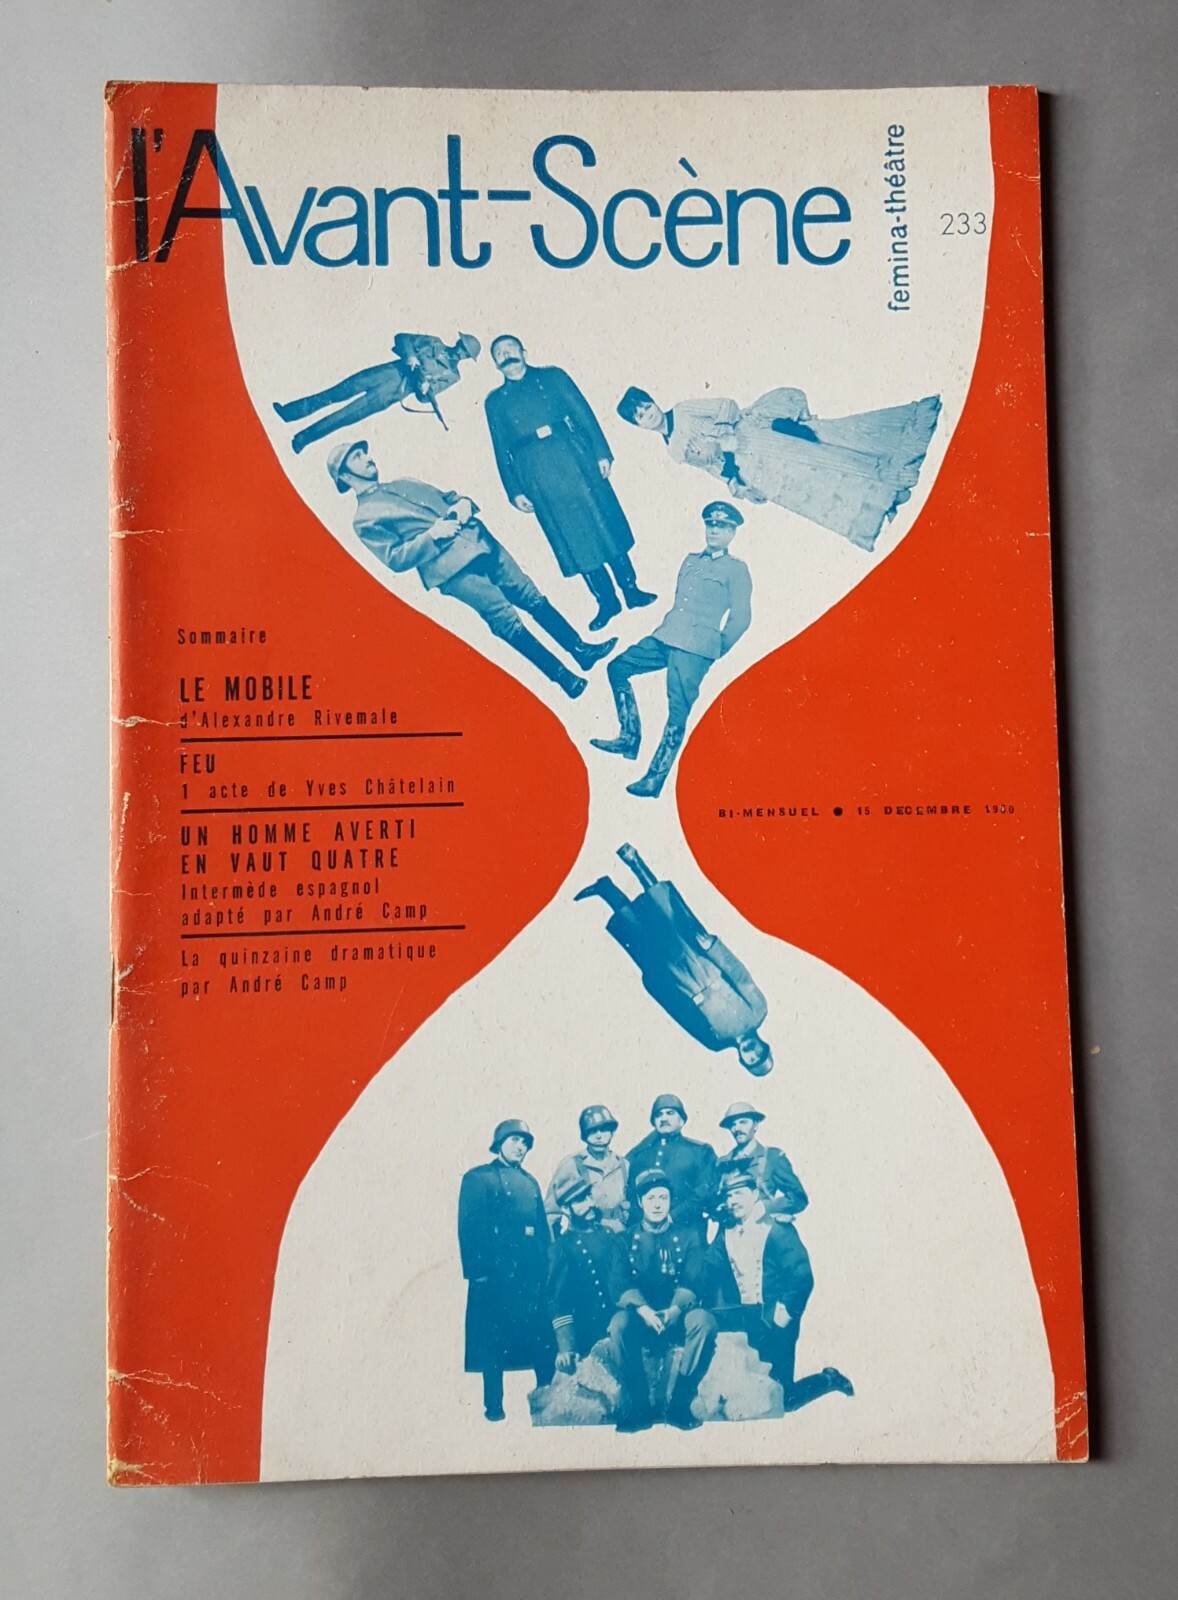 l'Avant-Scène
femina-théâtre
233
Sommaire
LE MOBILE
d'Alexandre Rivemale
FEU
1 acte de Yves Châtelain
UN HOMME AVERTI
EN VAUT QUATRE
Intermède espagnol
adapté par André Camp
La quinzaine dramatique
par André Camp
BI-MENSUEL ● 15 DECEMBRE 1960